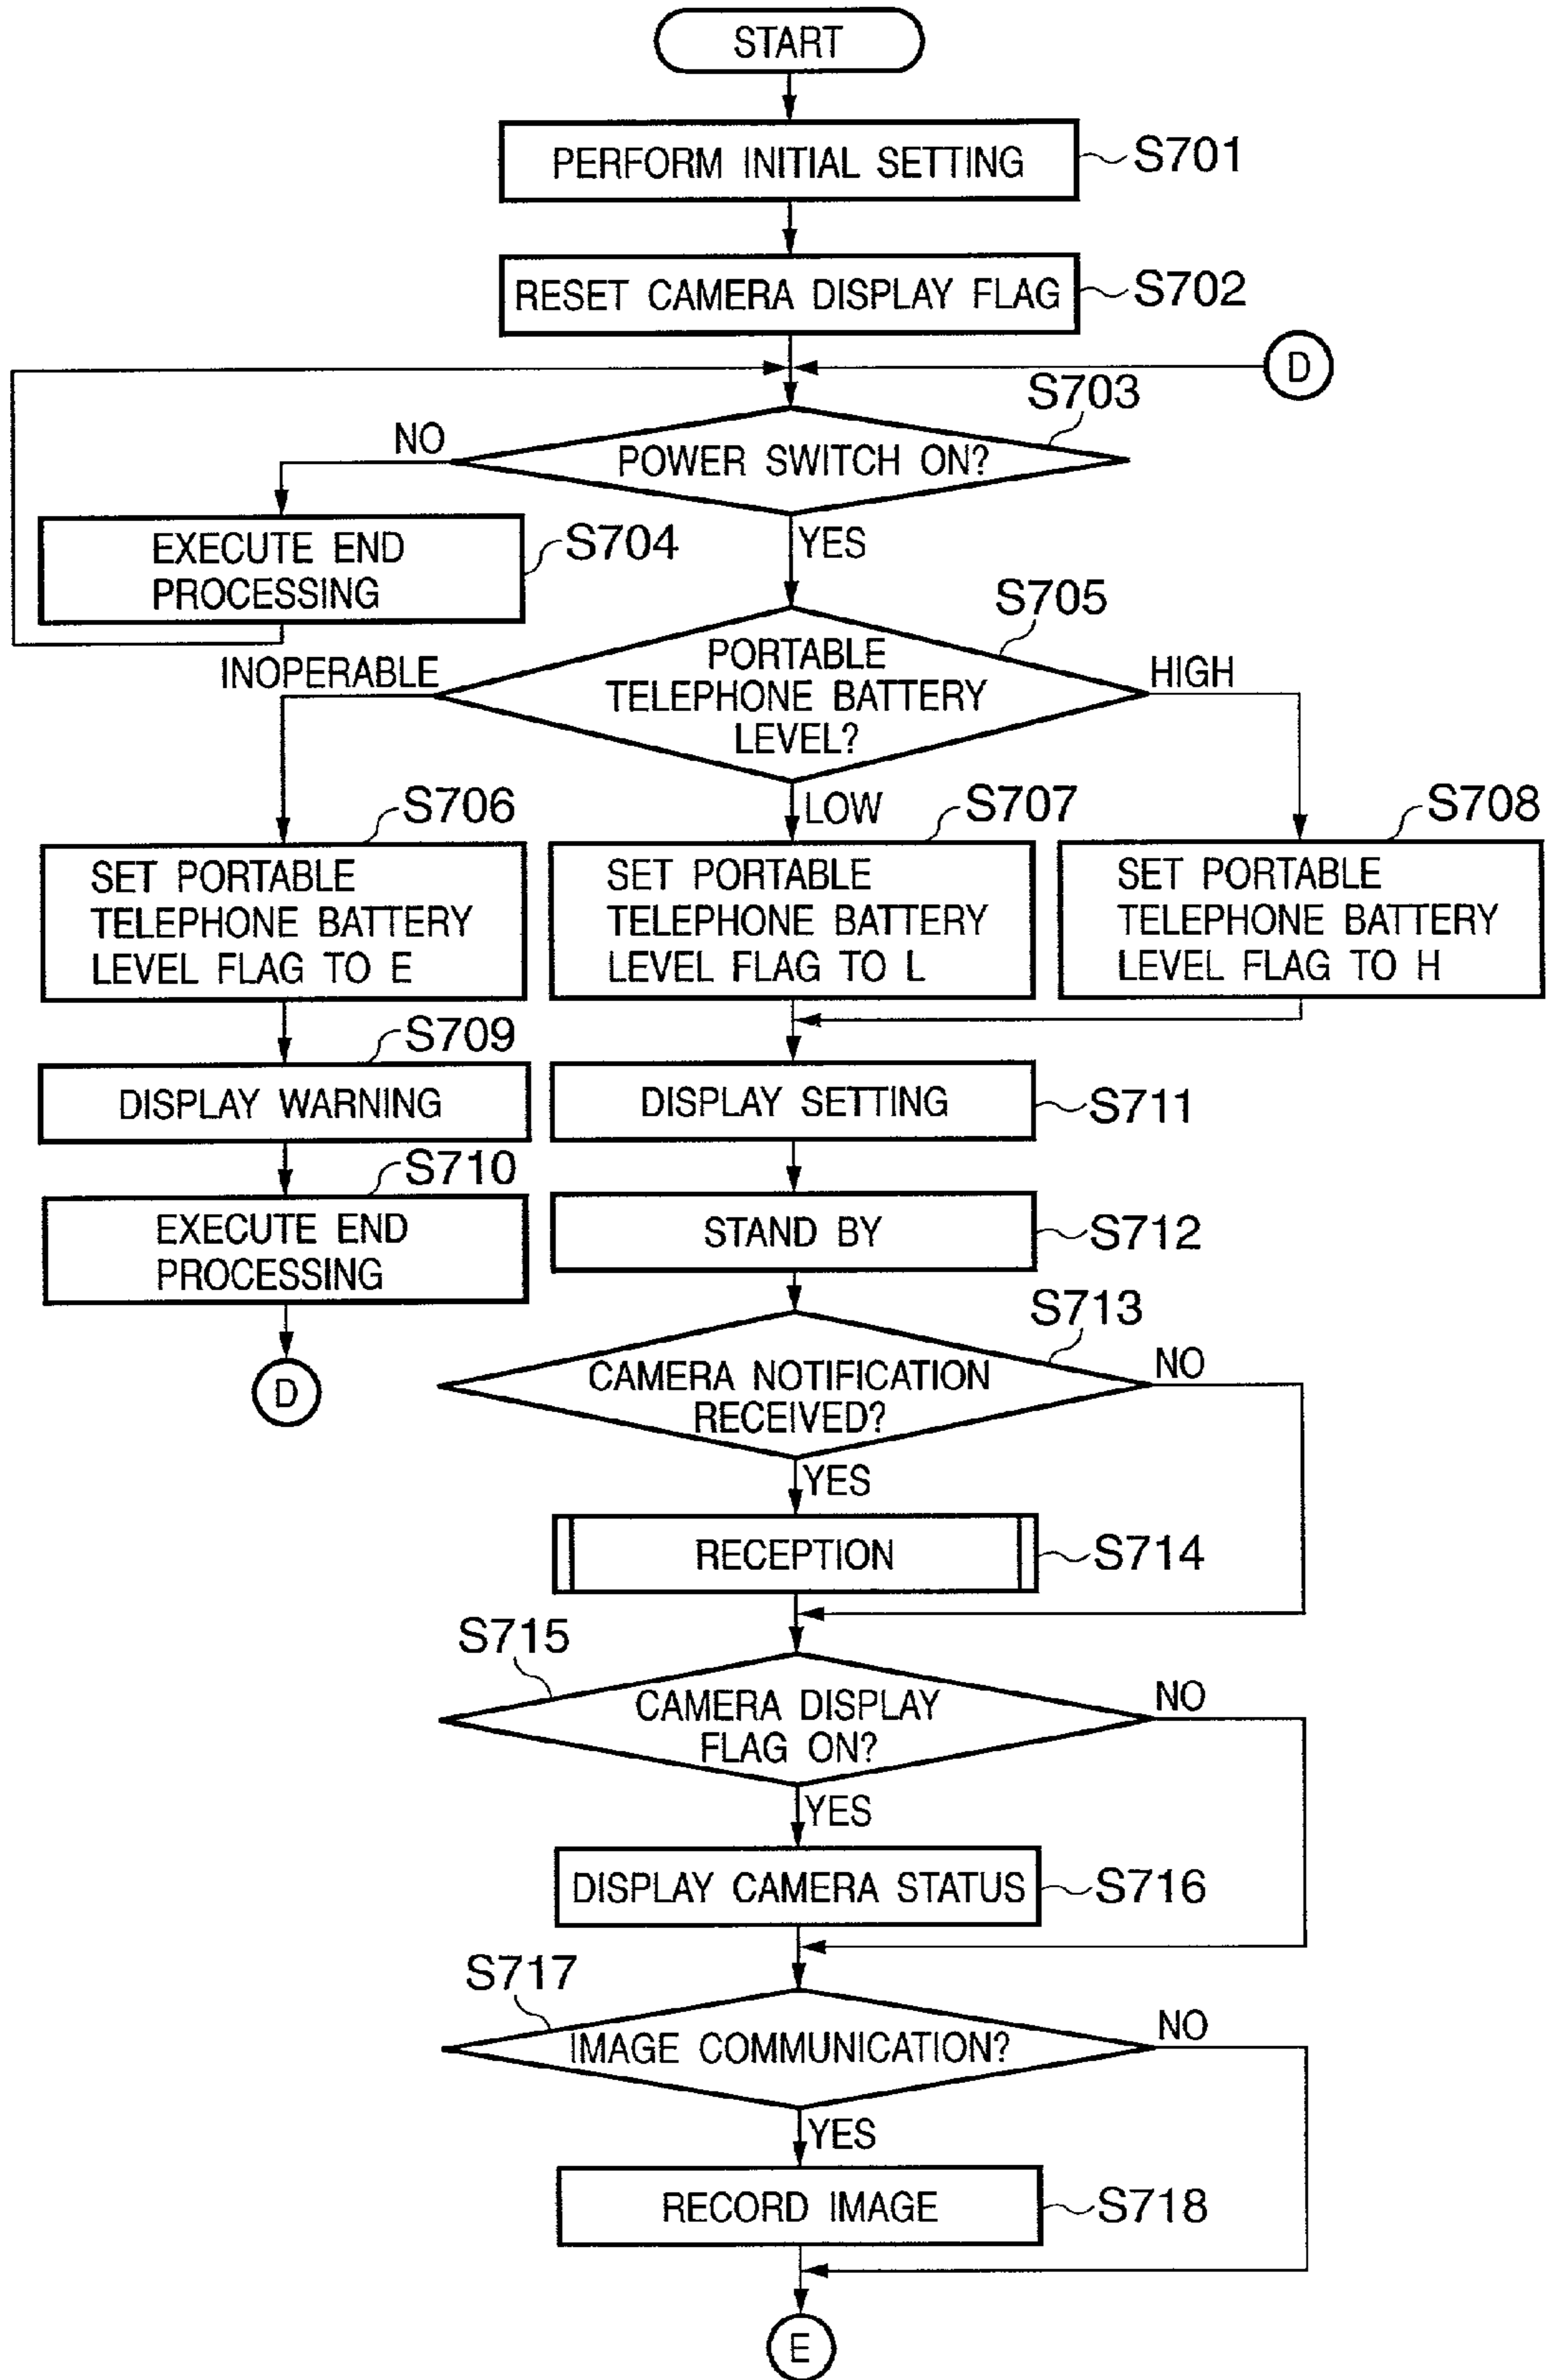 START
PERFORM INITIAL SETTING
S701
RESET CAMERA DISPLAY FLAG
S702
D
S703
NO
POWER SWITCH ON?
EXECUTE END
PROCESSING
S704
YES
S705
INOPERABLE
PORTABLE
TELEPHONE BATTERY
LEVEL?
HIGH
S706
LOW
S707
S708
SET PORTABLE
TELEPHONE BATTERY
LEVEL FLAG TO E
SET PORTABLE
TELEPHONE BATTERY
LEVEL FLAG TO L
SET PORTABLE
TELEPHONE BATTERY
LEVEL FLAG TO H
S709
DISPLAY WARNING
DISPLAY SETTING
S711
S710
EXECUTE END
PROCESSING
STAND BY
S712
D
S713
CAMERA NOTIFICATION
RECEIVED?
NO
YES
RECEPTION
S714
S715
CAMERA DISPLAY
FLAG ON?
NO
YES
DISPLAY CAMERA STATUS
S716
S717
IMAGE COMMUNICATION?
NO
YES
RECORD IMAGE
S718
E